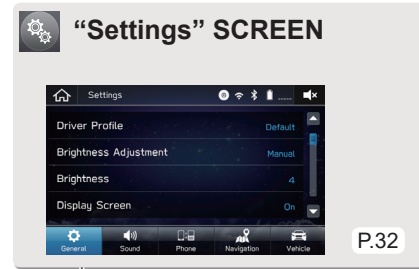 “Settings” SCREEN
Settings
Driver Profile Default
Brightness Adjustment Manual
Brightness 4
Display Screen On
General Sound Phone Navigation Vehicle
P.32